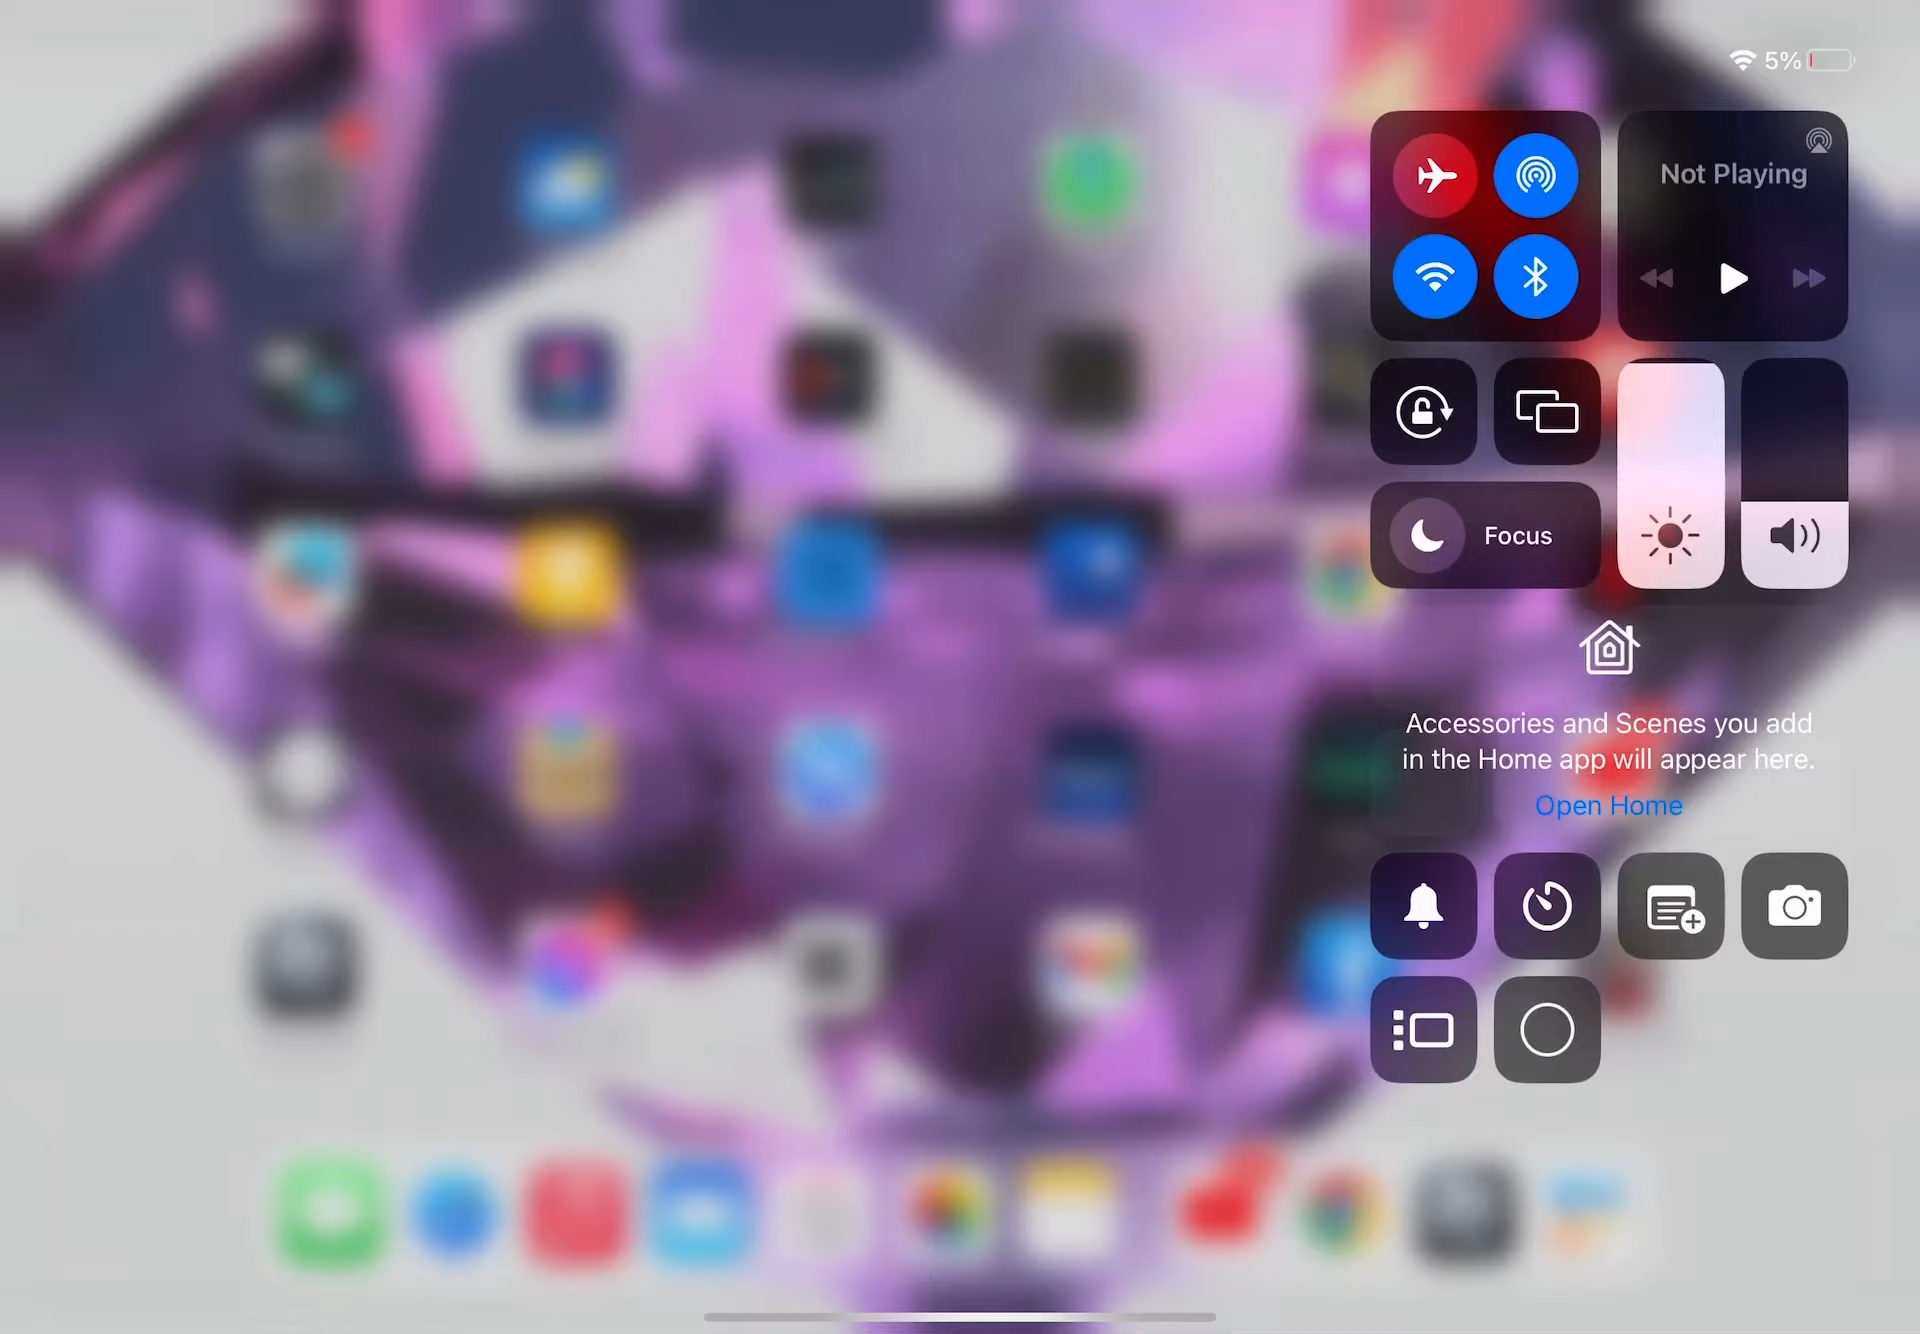 5%
Not Playing
Focus
Accessories and Scenes you add
in the Home app will appear here.
Open Home